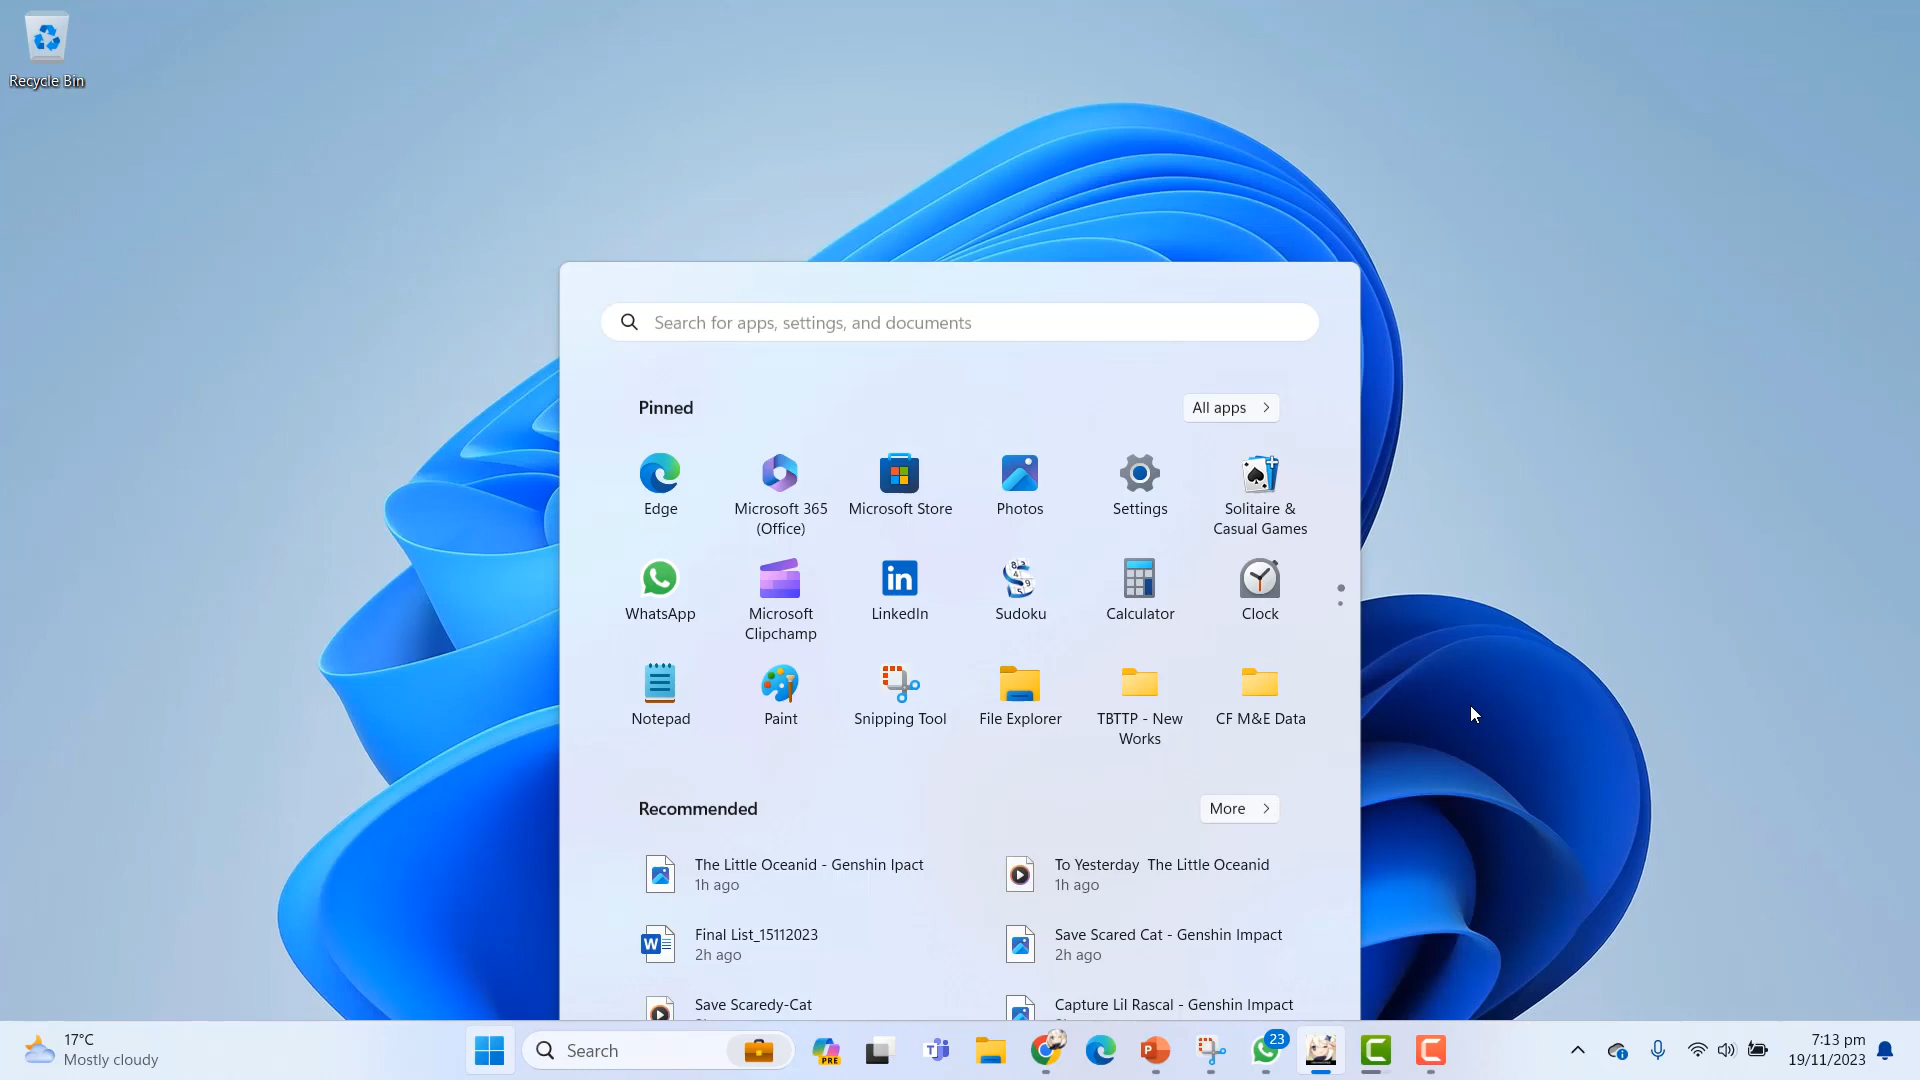 Recycle Bin
Search for apps, settings, and documents
Pinned
All apps
Edge
Microsoft 365
(Office)
Microsoft Store
Photos
Settings
Solitaire &
Casual Games
WhatsApp
Microsoft
Clipchamp
LinkedIn
Sudoku
Calculator
Clock
Notepad
Paint
Snipping Tool
File Explorer
TBTTP - New
Works
CF M&E Data
Recommended
More
The Little Oceanid - Genshin Ipact
1h ago
To Yesterday  The Little Oceanid
1h ago
Final List_15112023
2h ago
Save Scared Cat - Genshin Impact
2h ago
Save Scaredy-Cat
Capture Lil Rascal - Genshin Impact
17°C
Mostly cloudy
Search
PRE
23
7:13 pm
19/11/2023